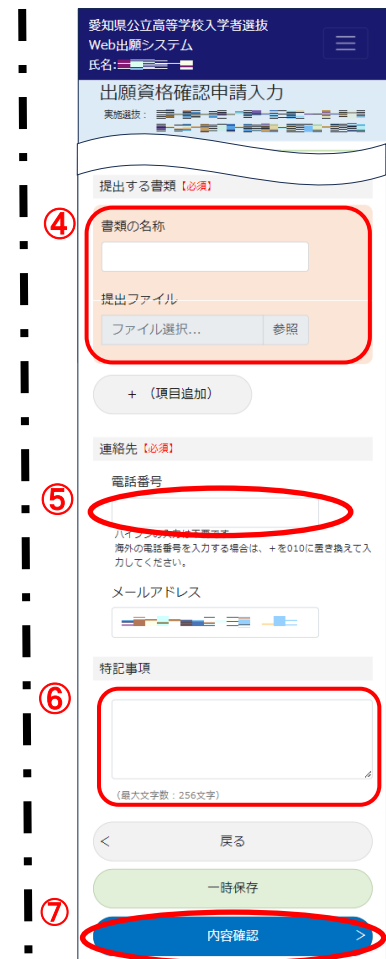 愛知県公立高等学校入学者選抜
Web出願システム
氏名:
出願資格確認申請入力
実施選抜：
提出する書類【必須】
④
書類の名称
提出ファイル
ファイル選択... 参照
+ （項目追加）
連絡先【必須】
電話番号
⑤
ハイフンの入力は不要です
海外の電話番号を入力する場合は、+を010に置き換えて入
力してください。
メールアドレス
特記事項
⑥
（最大文字数：256文字）
< 戻る
一時保存
⑦
内容確認 >